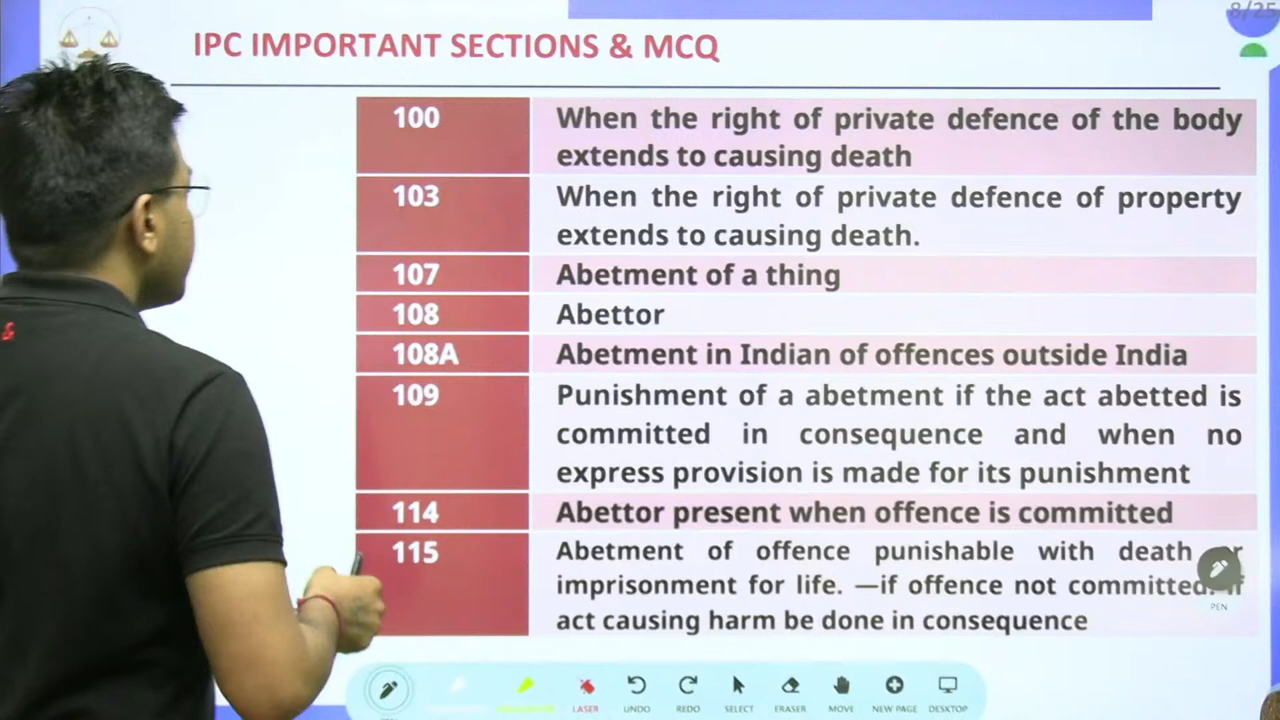 8/25
IPC IMPORTANT SECTIONS & MCQ
100 When the right of private defence of the body
extends to causing death
103 When the right of private defence of property
extends to causing death.
107 Abetment of a thing
108 Abettor
108A Abetment in Indian of offences outside India
109 Punishment of a abetment if the act abetted is
committed in consequence and when no
express provision is made for its punishment
114 Abettor present when offence is committed
115 Abetment of offence punishable with death
imprisonment for life. —if offence not committed.
act causing harm be done in consequence
PEN
LASER UNDO REDO SELECT ERASER MOVE NEW PAGE DESKTOP